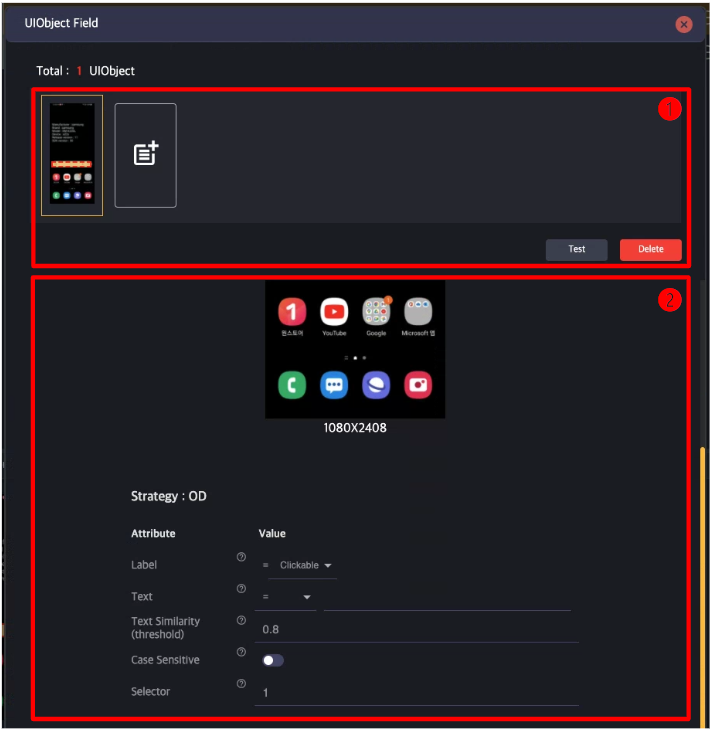 UIObject Field
Total : 1 UIObject
1
Test
Delete
2
1
원스토어
YouTube
Google
Microsoft 앱
1080X2408
Strategy : OD
Attribute
Value
Label
= Clickable
Text
=
Text Similarity
(threshold)
0.8
Case Sensitive
Selector
1